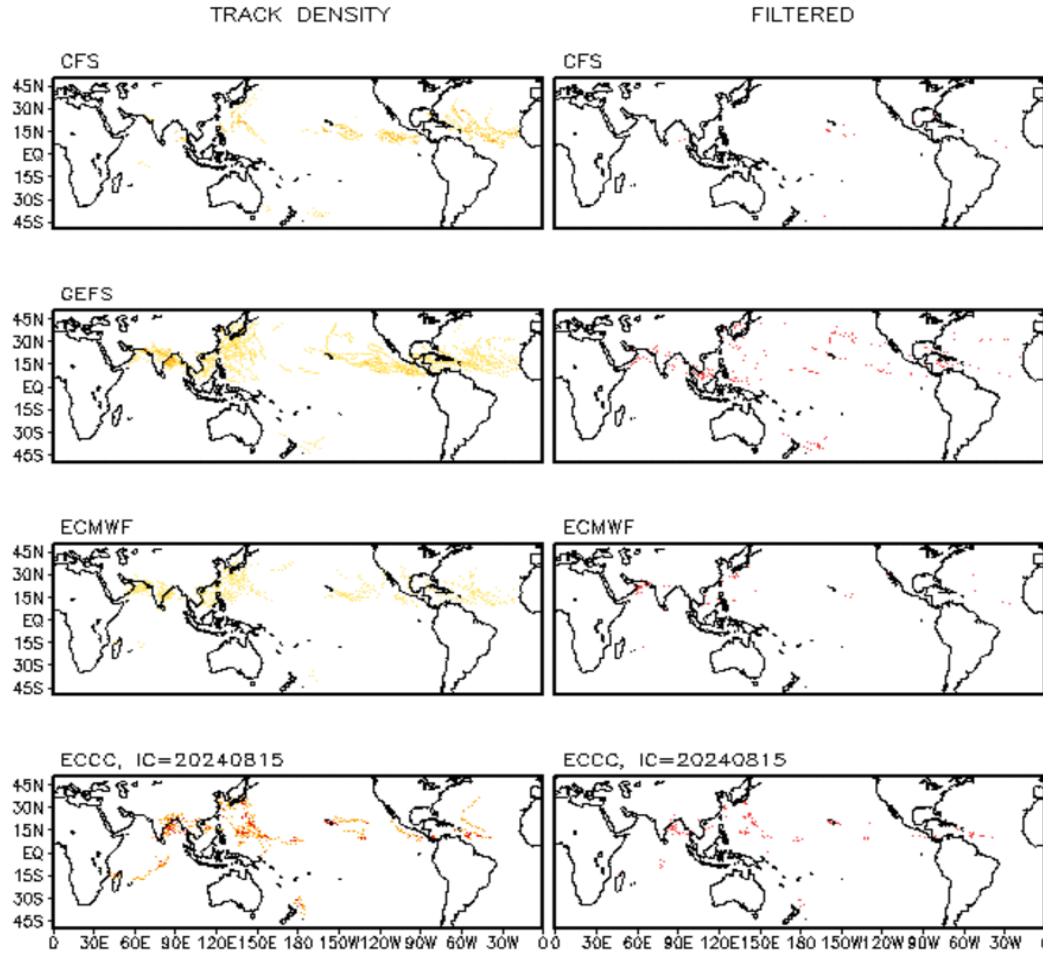 TRACK DENSITY FILTERED
CFS CFS
45N
30N
15N
EQ
15S
30S
45S
GEFS GEFS
45N
30N
15N
EQ
15S
30S
45S
ECMWF ECMWF
45N
30N
15N
EQ
15S
30S
45S
ECCC, IC=20240815 ECCC, IC=20240815
45N
30N
15N
EQ
15S
30S
45S
0 30E 60E 90E 120E 150E 180 150W 120W 90W 60W 30W 0 30E 60E 90E 120E 150E 180 150W 120W 90W 60W 30W